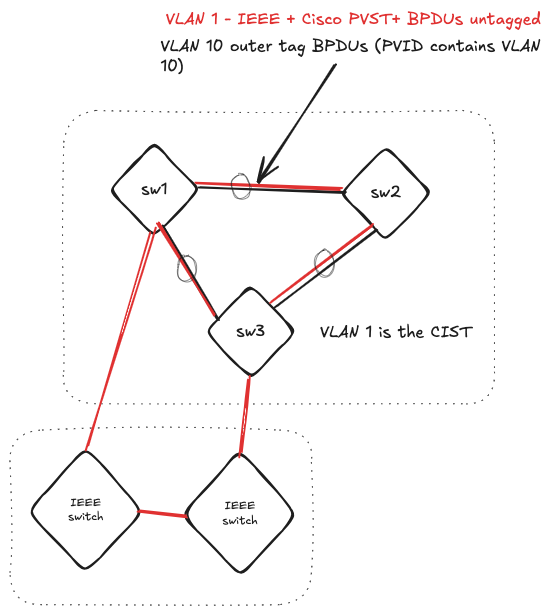 VLAN 1 - IEEE + Cisco PVST+ BPDUs untagged
VLAN 10 outer tag BPDUs (PVID contains VLAN
10)
sw1
sw2
sw3
VLAN 1 is the CIST
IEEE
switch
IEEE
switch